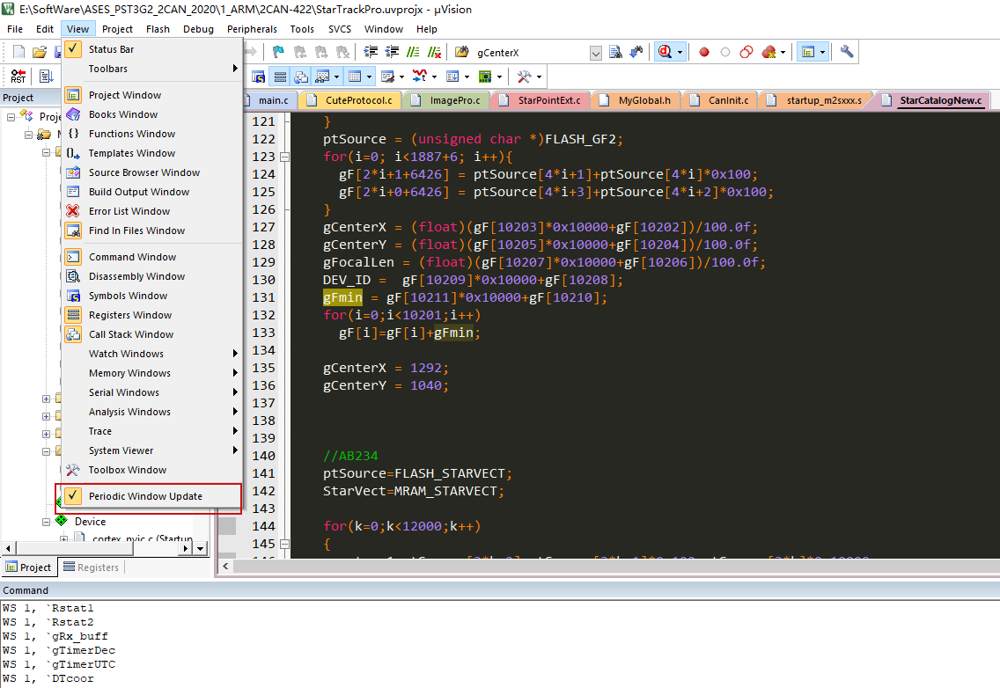 E:\SoftWare\ASES_PST3G2_2CAN_2020\1_ARM\2CAN-422\StarTrackPro.uvprojx - µVision
File Edit View Project Flash Debug Peripherals Tools SVCS Window Help
gCenterX
RST
Project
main.c CuteProtocol.c ImagePro.c StarPointExt.c MyGlobal.h CanInit.c startup_m2sxxx.s StarCatalogNew.c
Status Bar
Toolbars
Project Window
Books Window
Functions Window
Templates Window
Source Browser Window
Build Output Window
Error List Window
Find In Files Window
Command Window
Disassembly Window
Symbols Window
Registers Window
Call Stack Window
Watch Windows
Memory Windows
Serial Windows
Analysis Windows
Trace
System Viewer
Toolbox Window
Periodic Window Update
Device
cortex_nvic.c (Startup
Project Registers
121 }
122 ptSource = (unsigned char *)FLASH_GF2;
123 for(i=0; i<1887+6; i++){
124 gF[2*i+1+6426] = ptSource[4*i+1]+ptSource[4*i]*0x100;
125 gF[2*i+0+6426] = ptSource[4*i+3]+ptSource[4*i+2]*0x100;
126 }
127 gCenterX = (float)(gF[10203]*0x10000+gF[10202])/100.0f;
128 gCenterY = (float)(gF[10205]*0x10000+gF[10204])/100.0f;
129 gFocalLen = (float)(gF[10207]*0x10000+gF[10206])/100.0f;
130 DEV_ID = gF[10209]*0x10000+gF[10208];
131 gFmin = gF[10211]*0x10000+gF[10210];
132 for(i=0;i<10201;i++)
133 gF[i]=gF[i]+gFmin;
134
135 gCenterX = 1292;
136 gCenterY = 1040;
137
138
139
140 //AB234
141 ptSource=FLASH_STARVECT;
142 StarVect=MRAM_STARVECT;
143
144 for(k=0;k<12000;k++)
145 {
Command
WS 1, `Rstat1
WS 1, `Rstat2
WS 1, `gRx_buff
WS 1, `gTimerDec
WS 1, `gTimerUTC
WS 1, `DTcoor